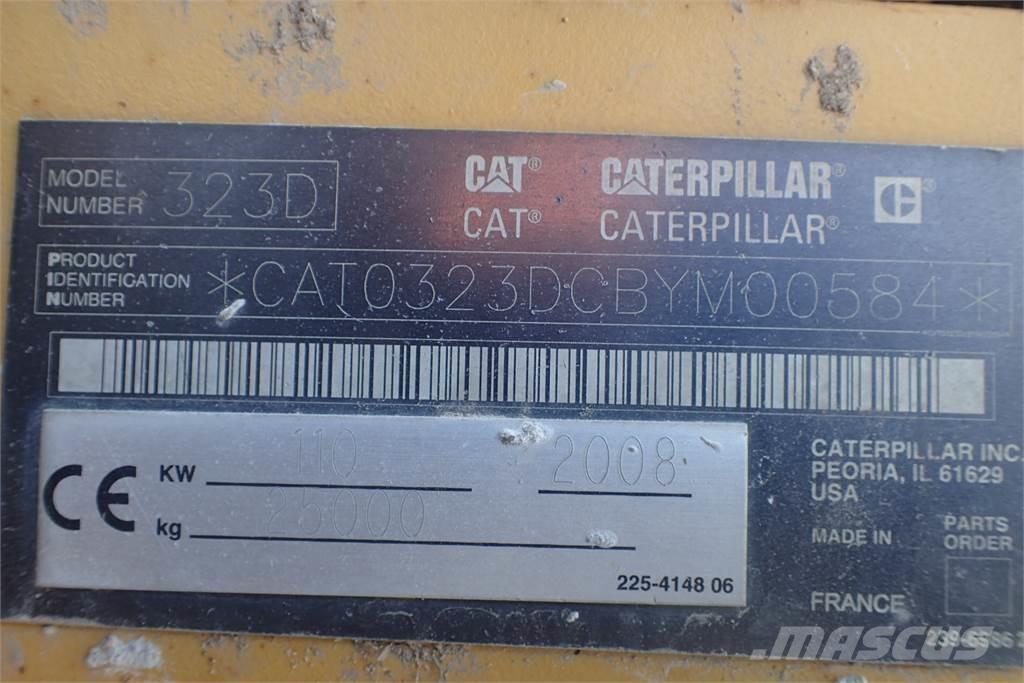 MODEL NUMBER 323D
CAT® CATERPILLAR®
CAT® CATERPILLAR®
PRODUCT
IDENTIFICATION
NUMBER
*CAT0323DCBYM00584*
CE
KW 110 2008
kg 25000
225-4148 06
CATERPILLAR INC.
PEORIA, IL 61629
USA
MADE IN
FRANCE
PARTS
ORDER
MASCUS